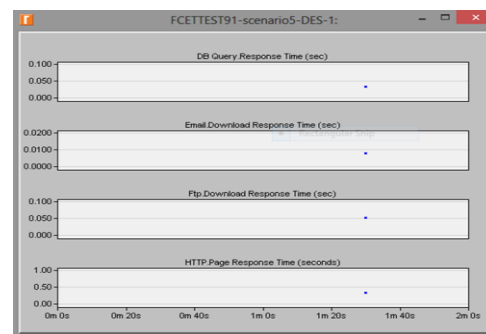 FCETTEST91-scenario5-DES-1:
DB Query.Response Time (sec)
0.100
0.050
0.000
Email.Download Response Time (sec)
Rectangular Snip
0.0200
0.0100
0.0000
Ftp.Download Response Time (sec)
0.100
0.050
0.000
HTTP.Page Response Time (seconds)
1.00
0.50
0.00
0m 0s 0m 20s 0m 40s 1m 0s 1m 20s 1m 40s 2m 0s